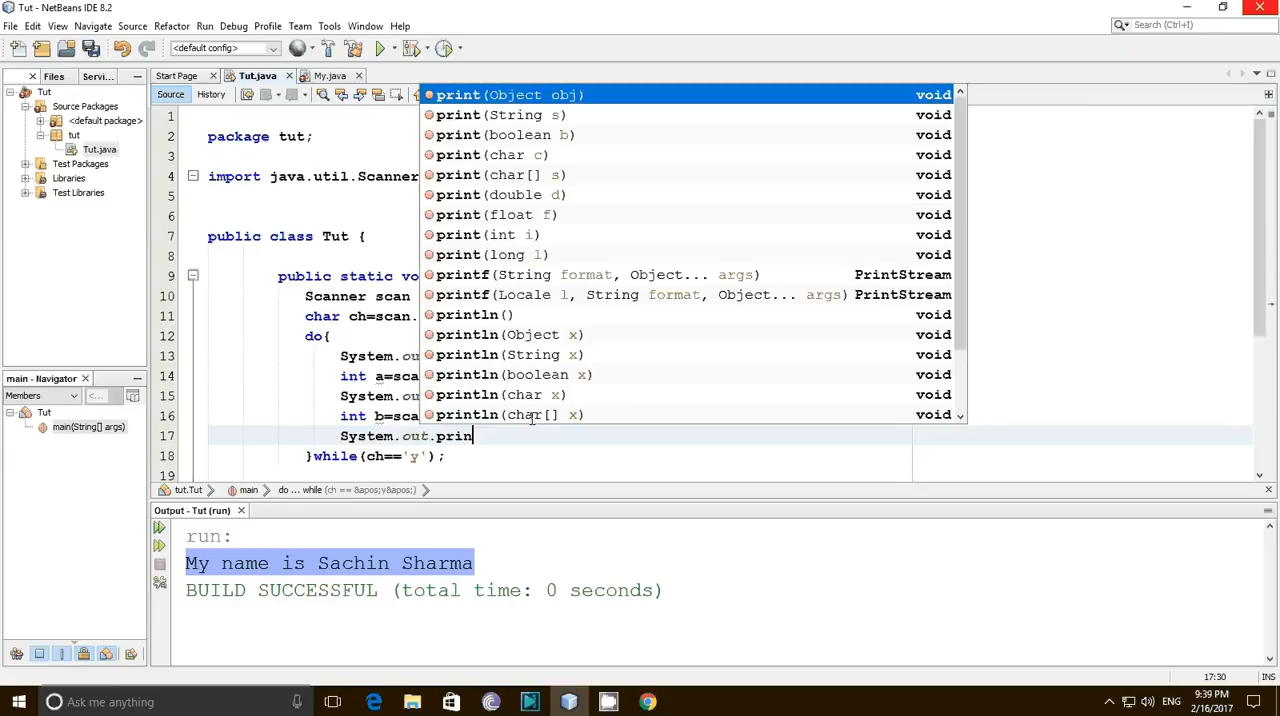 Tut - NetBeans IDE 8.2
File Edit View Navigate Source Refactor Run Debug Profile Team Tools Window Help
Search (Ctrl+I)
<default config>
Files Servi...
Start Page Tut.java My.java
Source History
Tut
Source Packages
<default package>
tut
Tut.java
Test Packages
Libraries
Test Libraries
1
2 package tut;
3
4 import java.util.Scanner
5
6
7 public class Tut {
8
9 public static vo
10 Scanner scan
11 char ch=scan.
12 do{
13 System.ou
14 int a=sca
15 System.ou
16 int b=sca
17 System.out.prin
18 }while(ch=='y');
19
print(Object obj) void
print(String s) void
print(boolean b) void
print(char c) void
print(char[] s) void
print(double d) void
print(float f) void
print(int i) void
print(long l) void
printf(String format, Object... args) PrintStream
printf(Locale l, String format, Object... args) PrintStream
println() void
println(Object x) void
println(String x) void
println(boolean x) void
println(char x) void
println(char[] x) void
main - Navigator
Members <...
Tut
main(String[] args)
tut.Tut main do ... while (ch == &apos;y&apos;)
Output - Tut (run)
run:
My name is Sachin Sharma
BUILD SUCCESSFUL (total time: 0 seconds)
17:30 INS
Ask me anything
ENG
9:39 PM
2/16/2017